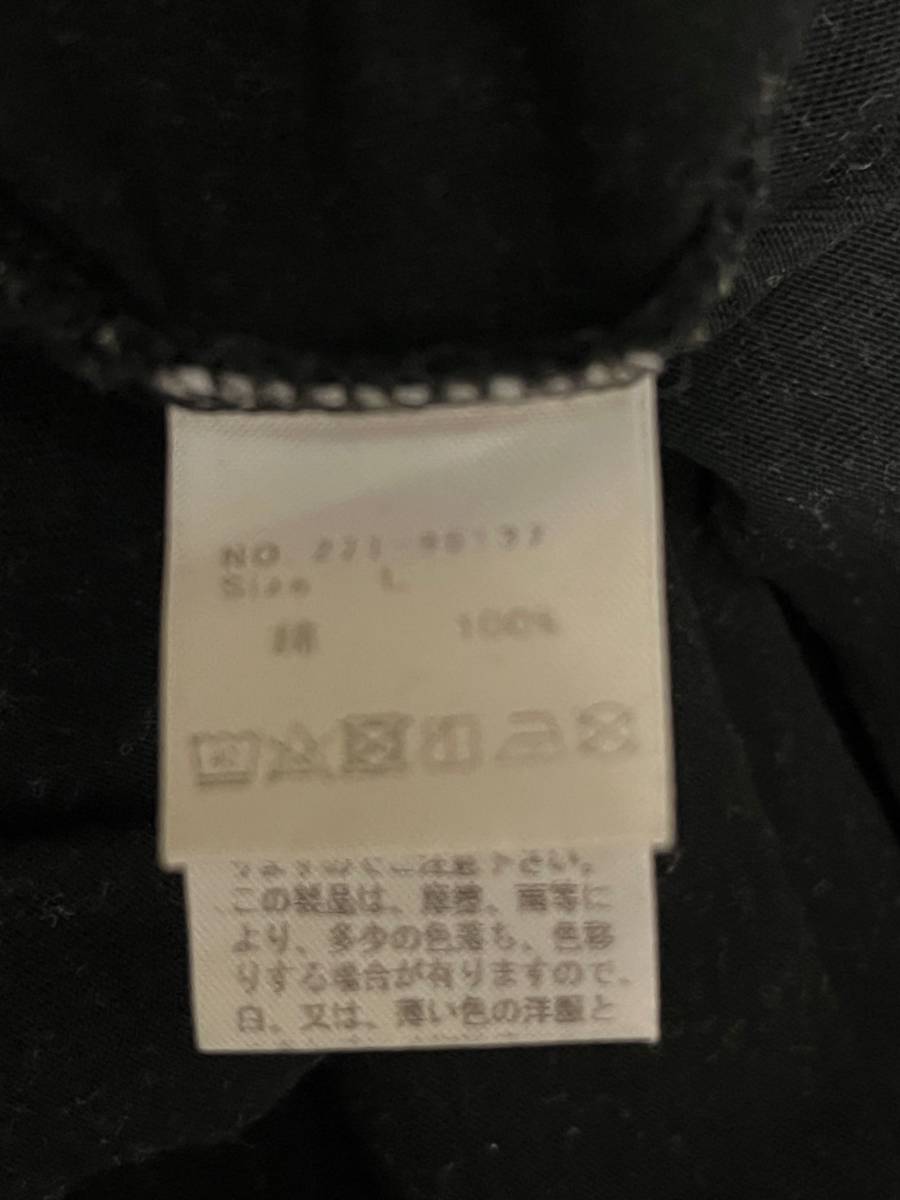 Size L
綿 100%
この製品は、摩擦、雨等に
より、多少の色落ち、色移
りする場合が有りますので、
白、又は、薄い色の洋服と